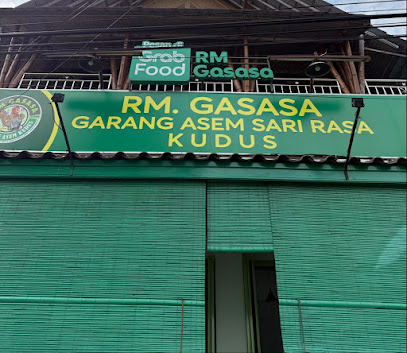 Pesan di
Grab
Food
RM
Gasasa
RM. GASASA
GARANG ASEM SARI RASA
KUDUS